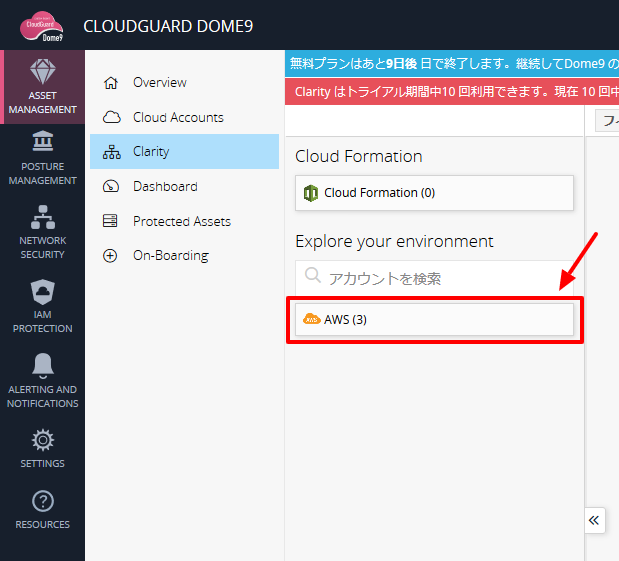 CloudGuard
Dome9
CLOUDGUARD DOME9
ASSET
MANAGEMENT
POSTURE
MANAGEMENT
NETWORK
SECURITY
IAM
PROTECTION
ALERTING AND
NOTIFICATIONS
SETTINGS
RESOURCES
Overview
Cloud Accounts
Clarity
Dashboard
Protected Assets
On-Boarding
無料プランはあと9日後 日で終了します。継続してDome9 の
Clarity はトライアル期間中10 回利用できます。現在 10 回中
フィ
Cloud Formation
Cloud Formation (0)
Explore your environment
アカウントを検索
AWS (3)